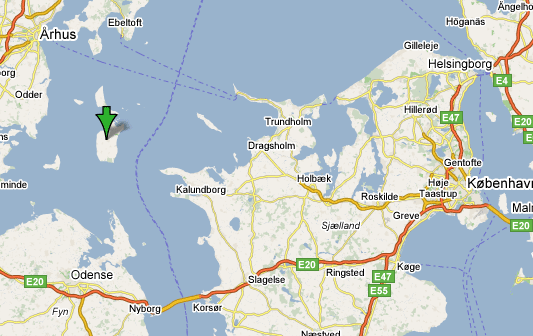 Ebeltoft
Århus
Höganäs
Ängelho
Gilleleje
Helsingborg
E4
Odder
Hillerød
E47
E20
Trundholm
Dragsholm
Gentofte
minde
Kalundborg
Holbæk
Høje
Taastrup
København
Roskilde
Malm
Greve
Sjælland
E20
E20
Odense
E20
Ringsted
E47
Køge
Slagelse
E55
Fyn
Nyborg
Korsør
Næstved